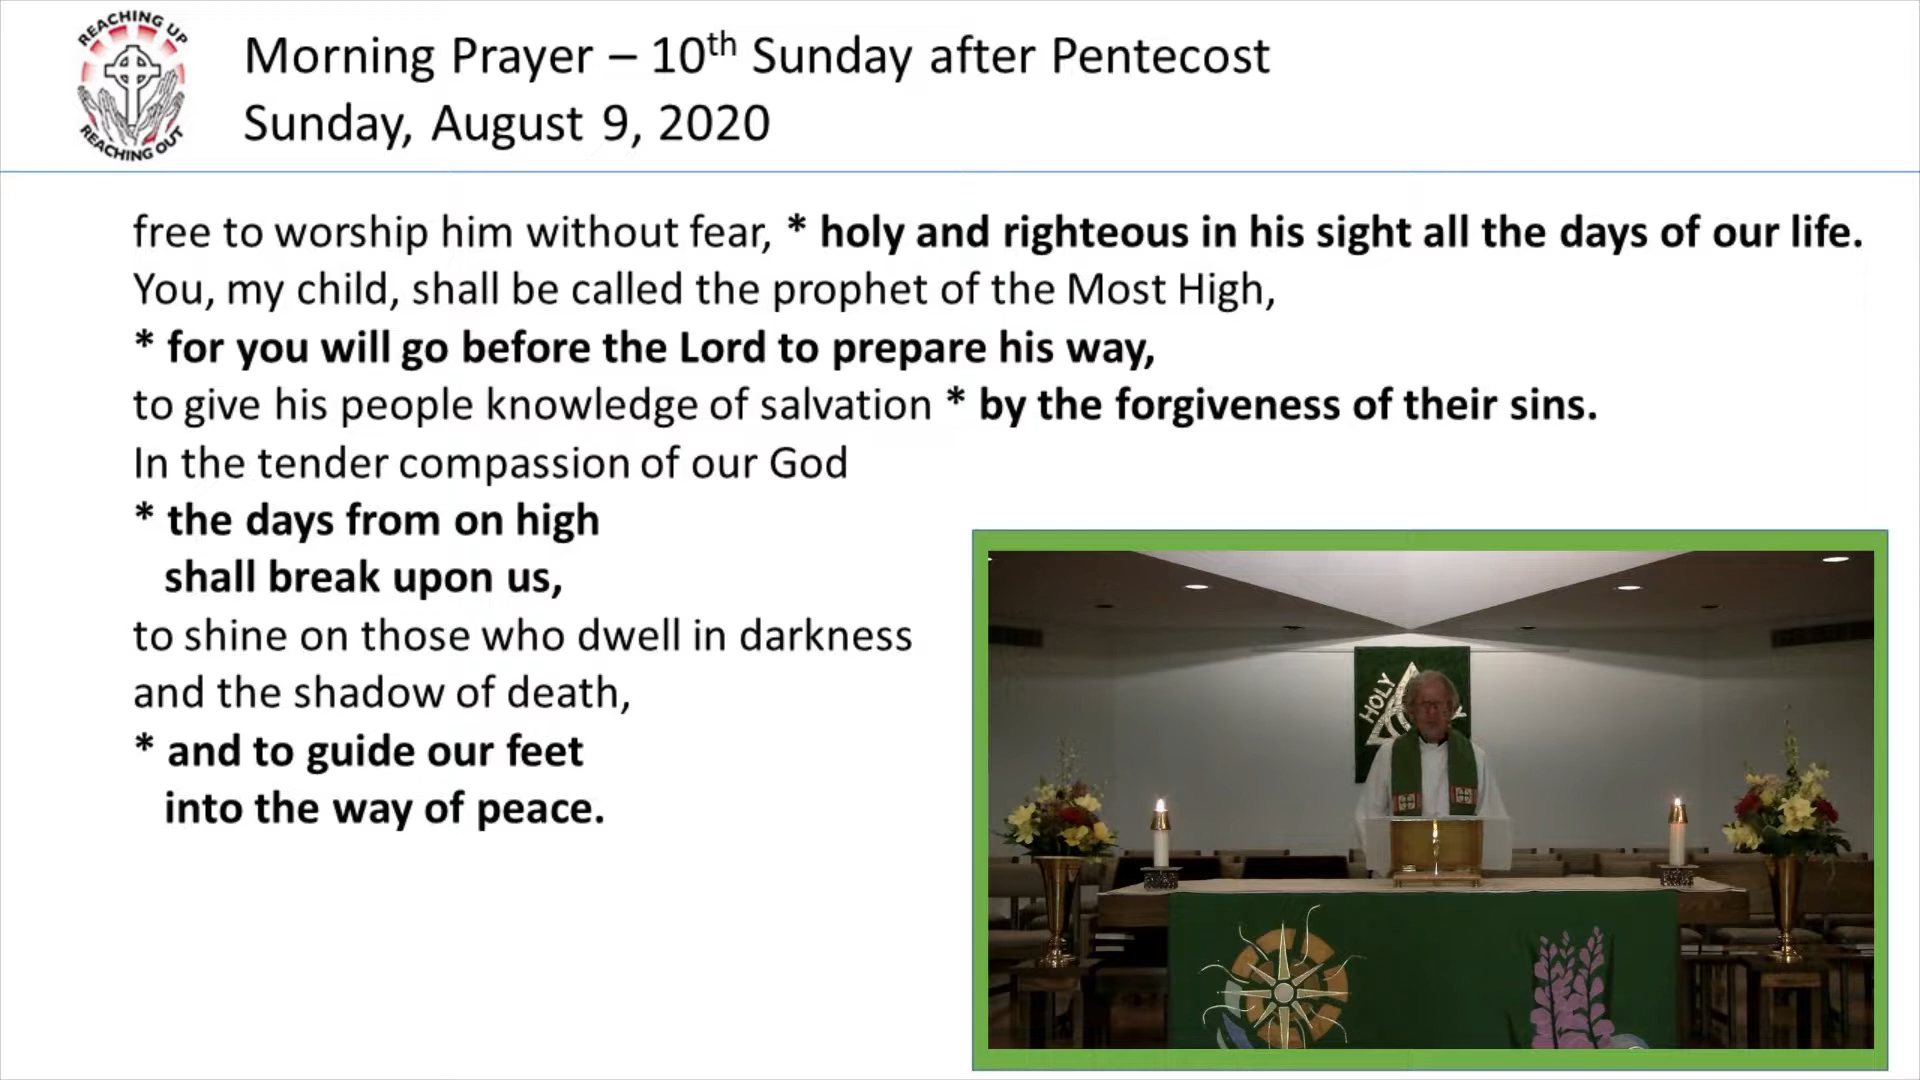 REACHING UP
REACHING OUT
Morning Prayer – 10th Sunday after Pentecost
Sunday, August 9, 2020
free to worship him without fear, * holy and righteous in his sight all the days of our life.
You, my child, shall be called the prophet of the Most High,
* for you will go before the Lord to prepare his way,
to give his people knowledge of salvation * by the forgiveness of their sins.
In the tender compassion of our God
* the days from on high
shall break upon us,
to shine on those who dwell in darkness
and the shadow of death,
* and to guide our feet
into the way of peace.
HOLY